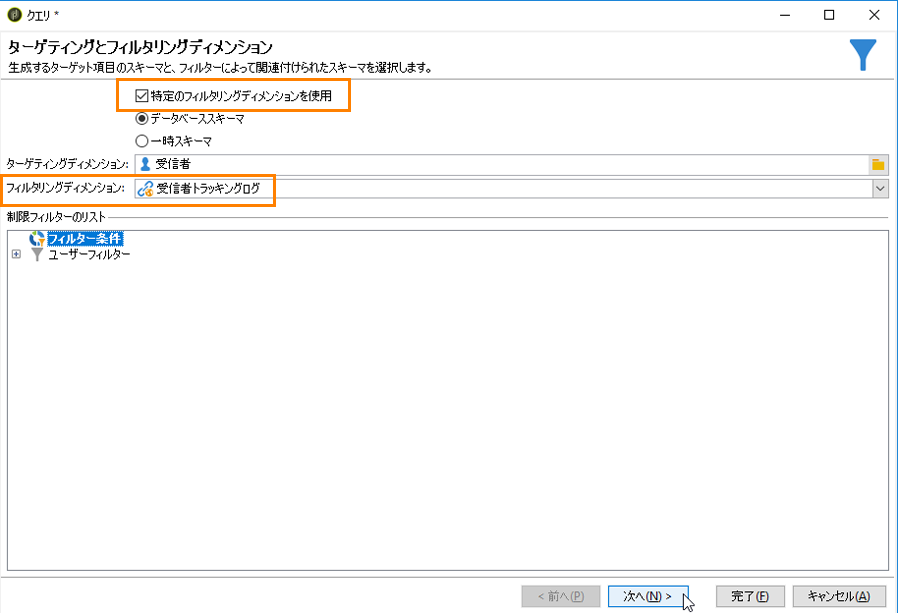 クエリ *
ターゲティングとフィルタリングディメンション
生成するターゲット項目のスキーマと、フィルターによって関連付けられたスキーマを選択します。
特定のフィルタリングディメンションを使用
データベーススキーマ
一時スキーマ
ターゲティングディメンション: 受信者
フィルタリングディメンション: 受信者トラッキングログ
制限フィルターのリスト
フィルター条件
ユーザーフィルター
< 前へ(P) 次へ(N) > 完了(F) キャンセル(A)